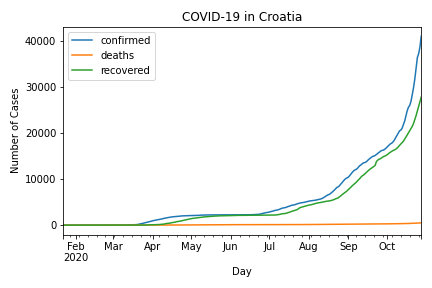 COVID-19 in Croatia
confirmed
deaths
recovered
Number of Cases
40000
30000
20000
10000
0
Feb Mar Apr May Jun Jul Aug Sep Oct
2020
Day